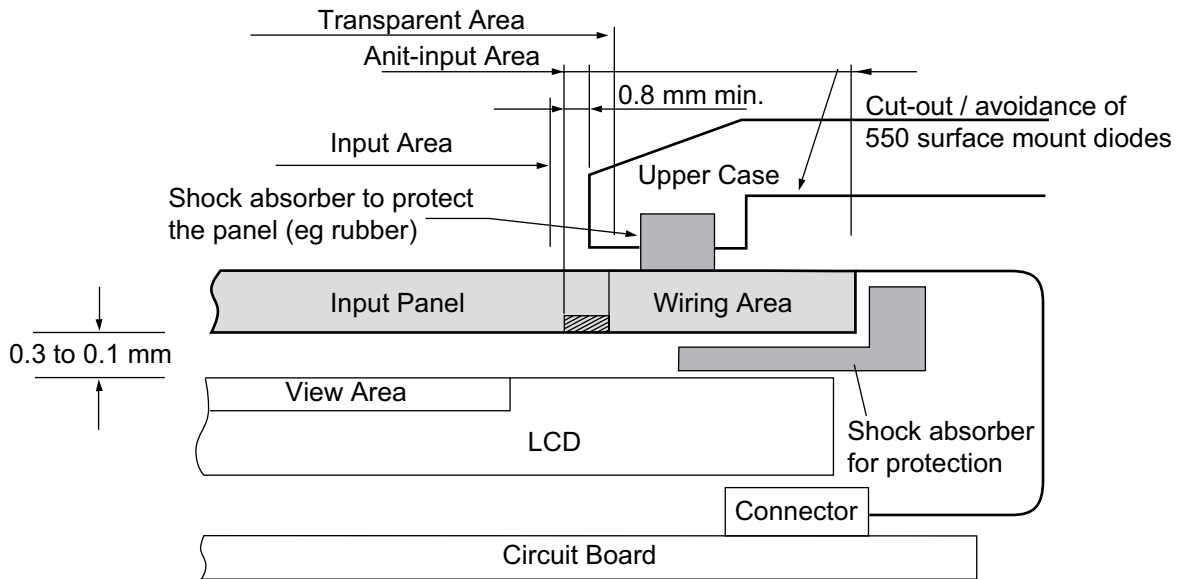 Transparent Area
Anit-input Area
0.8 mm min.
Cut-out / avoidance of
550 surface mount diodes
Input Area
Upper Case
Shock absorber to protect
the panel (eg rubber)
Input Panel
Wiring Area
0.3 to 0.1 mm
View Area
LCD
Shock absorber
for protection
Connector
Circuit Board